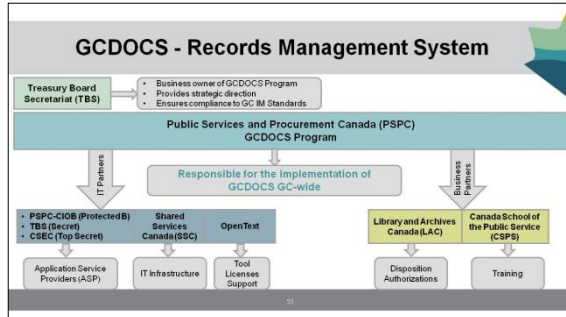 GCDOCS - Records Management System
Treasury Board
Secretariat (TBS)
• Business owner of GCDOCS Program
• Provides strategic direction
• Ensures compliance to GC IM Standards
Public Services and Procurement Canada (PSPC)
GCDOCS Program
IT Partners
Responsible for the implementation of
GCDOCS GC-wide
Business
Partners
• PSPC-CIOB (Protected B)
• TBS (Secret)
• CSEC (Top Secret)
Shared
Services
Canada (SSC)
OpenText
Library and Archives
Canada (LAC)
Canada School of
the Public Service
(CSPS)
Application Service
Providers (ASP)
IT Infrastructure
Tool
Licenses
Support
Disposition
Authorizations
Training
55